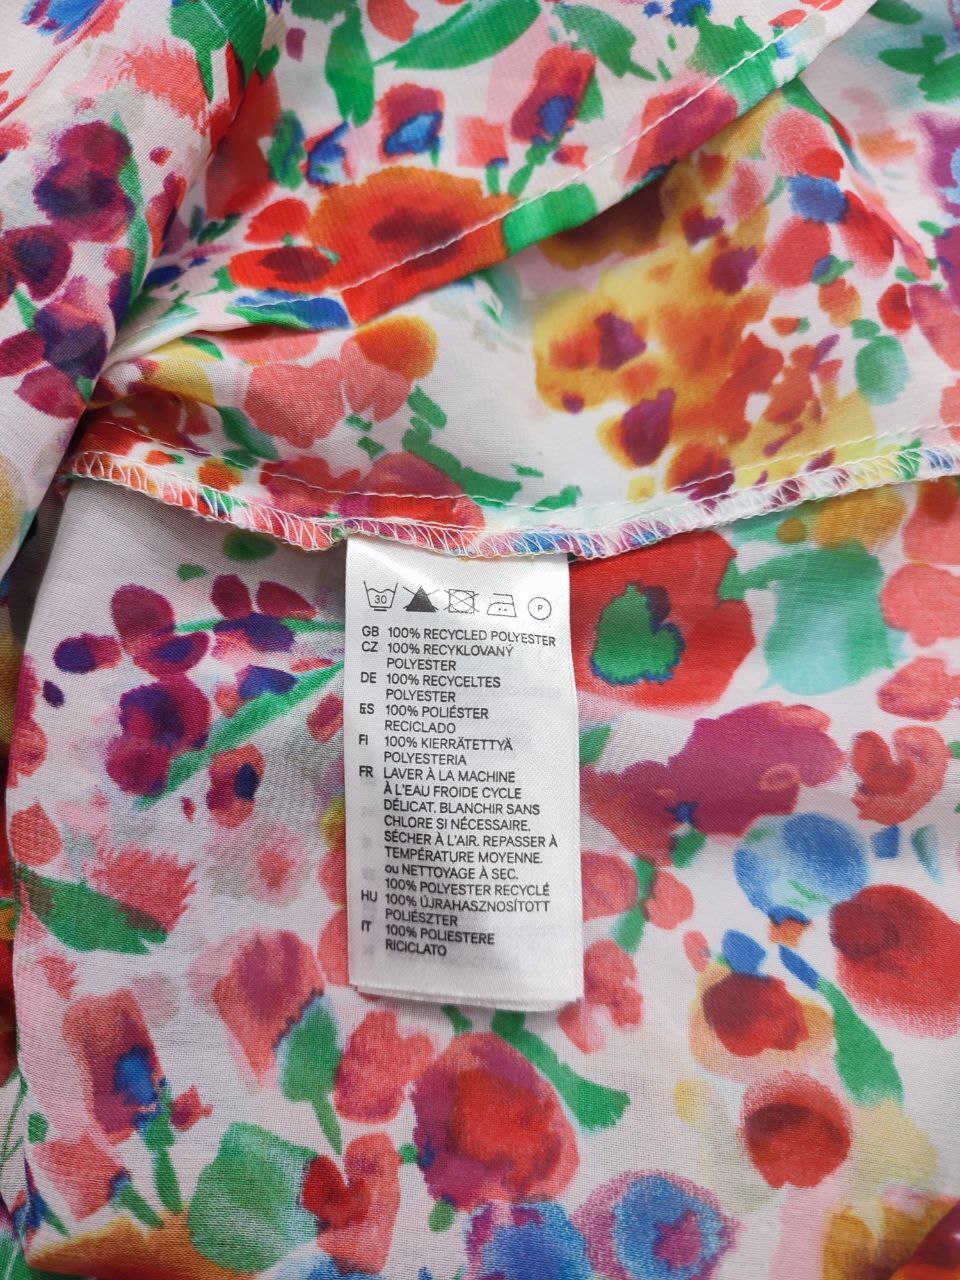 30 P
GB 100% RECYCLED POLYESTER
CZ 100% RECYKLOVANÝ
POLYESTER
DE 100% RECYCELTES
POLYESTER
ES 100% POLIÉSTER
RECICLADO
FI 100% KIERRÄTETTYÄ
POLYESTERIA
FR LAVER À LA MACHINE
À L'EAU FROIDE CYCLE
DÉLICAT. BLANCHIR SANS
CHLORE SI NÉCESSAIRE.
SÉCHER À L'AIR. REPASSER À
TEMPÉRATURE MOYENNE.
ou NETTOYAGE À SEC.
100% POLYESTER RECYCLÉ
HU 100% ÚJRAHASZNOSÍTOTT
POLIÉSZTER
IT 100% POLIESTERE
RICICLATO